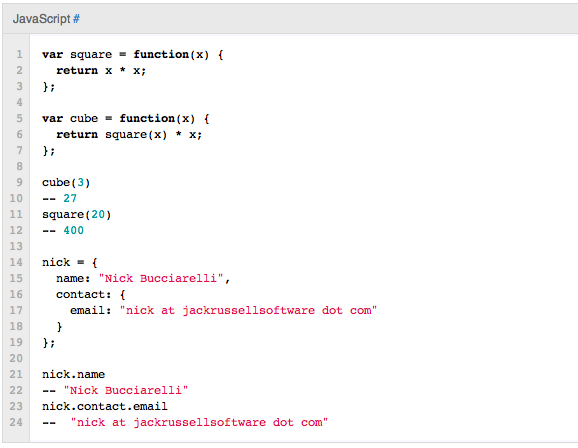 JavaScript #
1 var square = function(x) {
2   return x * x;
3 };
4
5 var cube = function(x) {
6   return square(x) * x;
7 };
8
9 cube(3)
10 -- 27
11 square(20)
12 -- 400
13
14 nick = {
15   name: "Nick Bucciarelli",
16   contact: {
17     email: "nick at jackrussellsoftware dot com"
18   }
19 };
20
21 nick.name
22 -- "Nick Bucciarelli"
23 nick.contact.email
24 --  "nick at jackrussellsoftware dot com"